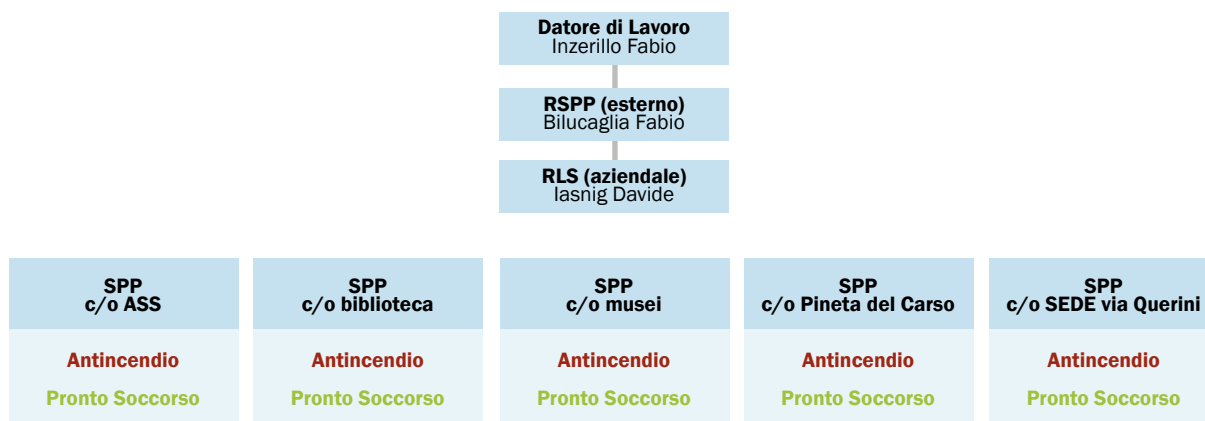 Datore di Lavoro
Inzerillo Fabio
RSPP (esterno)
Bilucaglia Fabio
RLS (aziendale)
Iasnig Davide
SPP
c/o ASS
Antincendio
Pronto Soccorso
SPP
c/o biblioteca
Antincendio
Pronto Soccorso
SPP
c/o musei
Antincendio
Pronto Soccorso
SPP
c/o Pineta del Carso
Antincendio
Pronto Soccorso
SPP
c/o SEDE via Querini
Antincendio
Pronto Soccorso